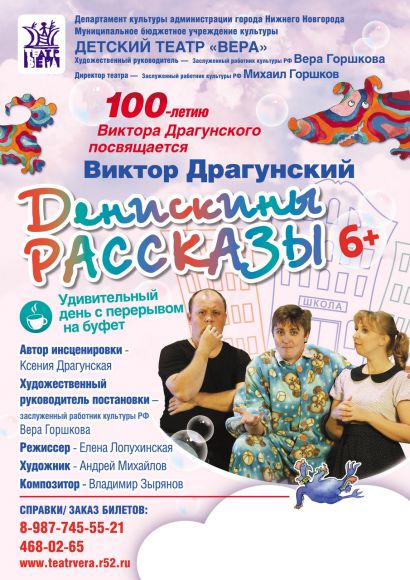 Департамент культуры администрации города Нижнего Новгорода
Муниципальное бюджетное учреждение культуры
ДЕТСКИЙ ТЕАТР «ВЕРА»
Художественный руководитель — Заслуженный работник культуры РФ Вера Горшкова
Директор театра — Заслуженный работник культуры РФ Михаил Горшков
ТЕАТР
ВЕРА
100-летию
Виктора Драгунского
посвящается
Виктор Драгунский
Денискины
РАССКАЗЫ 6+
Удивительный
день с перерывом
на буфет
ШКОЛА
Автор инсценировки -
Ксения Драгунская
Художественный
руководитель постановки –
заслуженный работник культуры РФ
Вера Горшкова
Режиссер - Елена Лопухинская
Художник - Андрей Михайлов
Композитор - Владимир Зырянов
СПРАВКИ/ ЗАКАЗ БИЛЕТОВ:
8-987-745-55-21
468-02-65
www.teatrvera.r52.ru